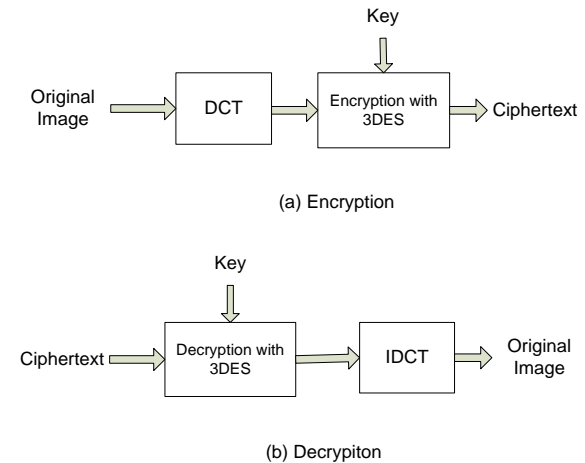 Key
Original
Image
DCT
Encryption with
3DES
Ciphertext
(a) Encryption
Key
Ciphertext
Decryption with
3DES
IDCT
Original
Image
(b) Decrypiton